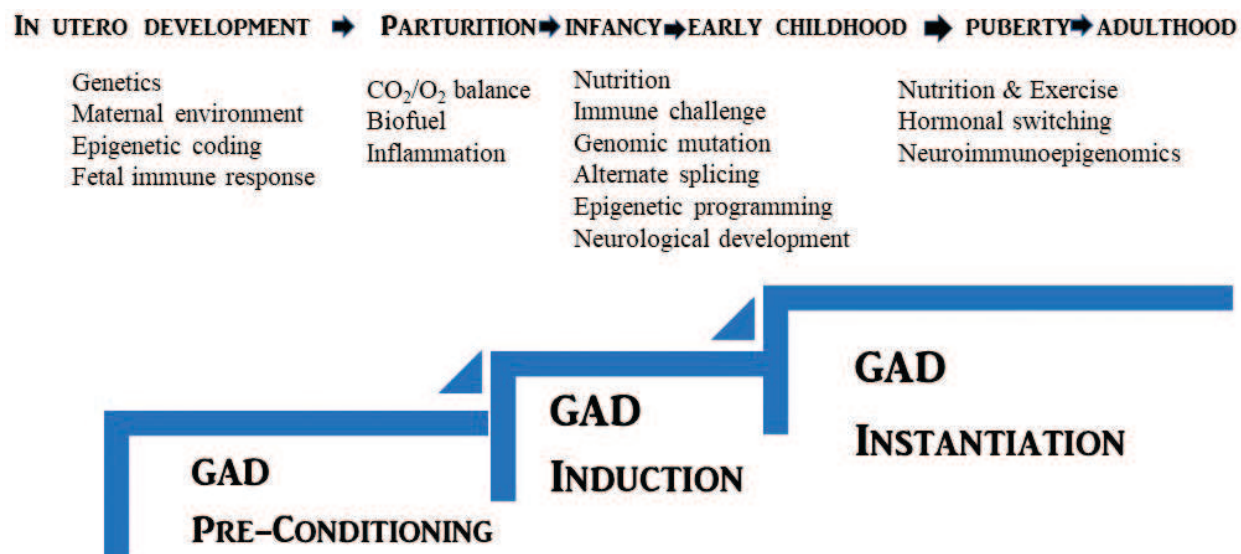 IN UTERO DEVELOPMENT → PARTURITION → INFANCY → EARLY CHILDHOOD → PUBERTY → ADULTHOOD
Genetics
Maternal environment
Epigenetic coding
Fetal immune response
CO₂/O₂ balance
Biofuel
Inflammation
Nutrition
Immune challenge
Genomic mutation
Alternate splicing
Epigenetic programming
Neurological development
Nutrition & Exercise
Hormonal switching
Neuroimmunoepigenomics
GAD
PRE–CONDITIONING
GAD
INDUCTION
GAD
INSTANTIATION